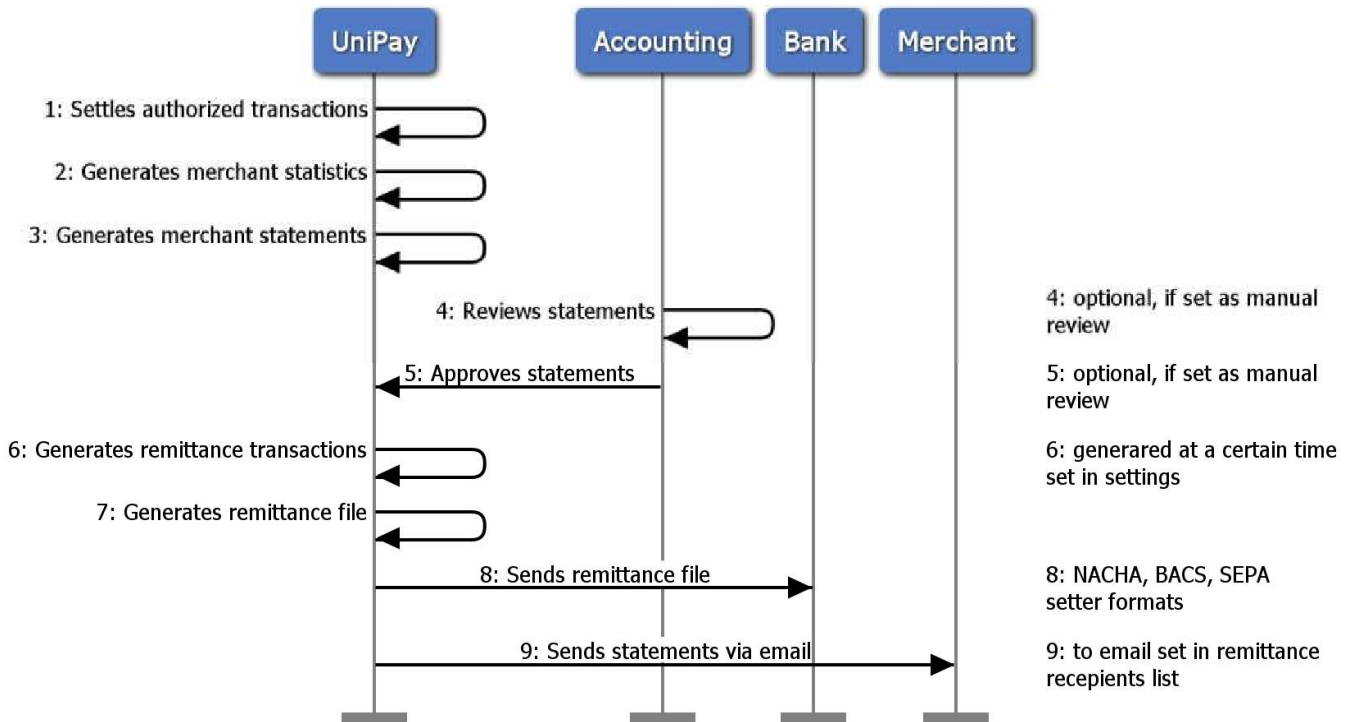 UniPay
Accounting
Bank
Merchant
1: Settles authorized transactions
2: Generates merchant statistics
3: Generates merchant statements
4: Reviews statements
4: optional, if set as manual
review
5: Approves statements
5: optional, if set as manual
review
6: Generates remittance transactions
6: generared at a certain time
set in settings
7: Generates remittance file
8: Sends remittance file
8: NACHA, BACS, SEPA
setter formats
9: Sends statements via email
9: to email set in remittance
recepients list